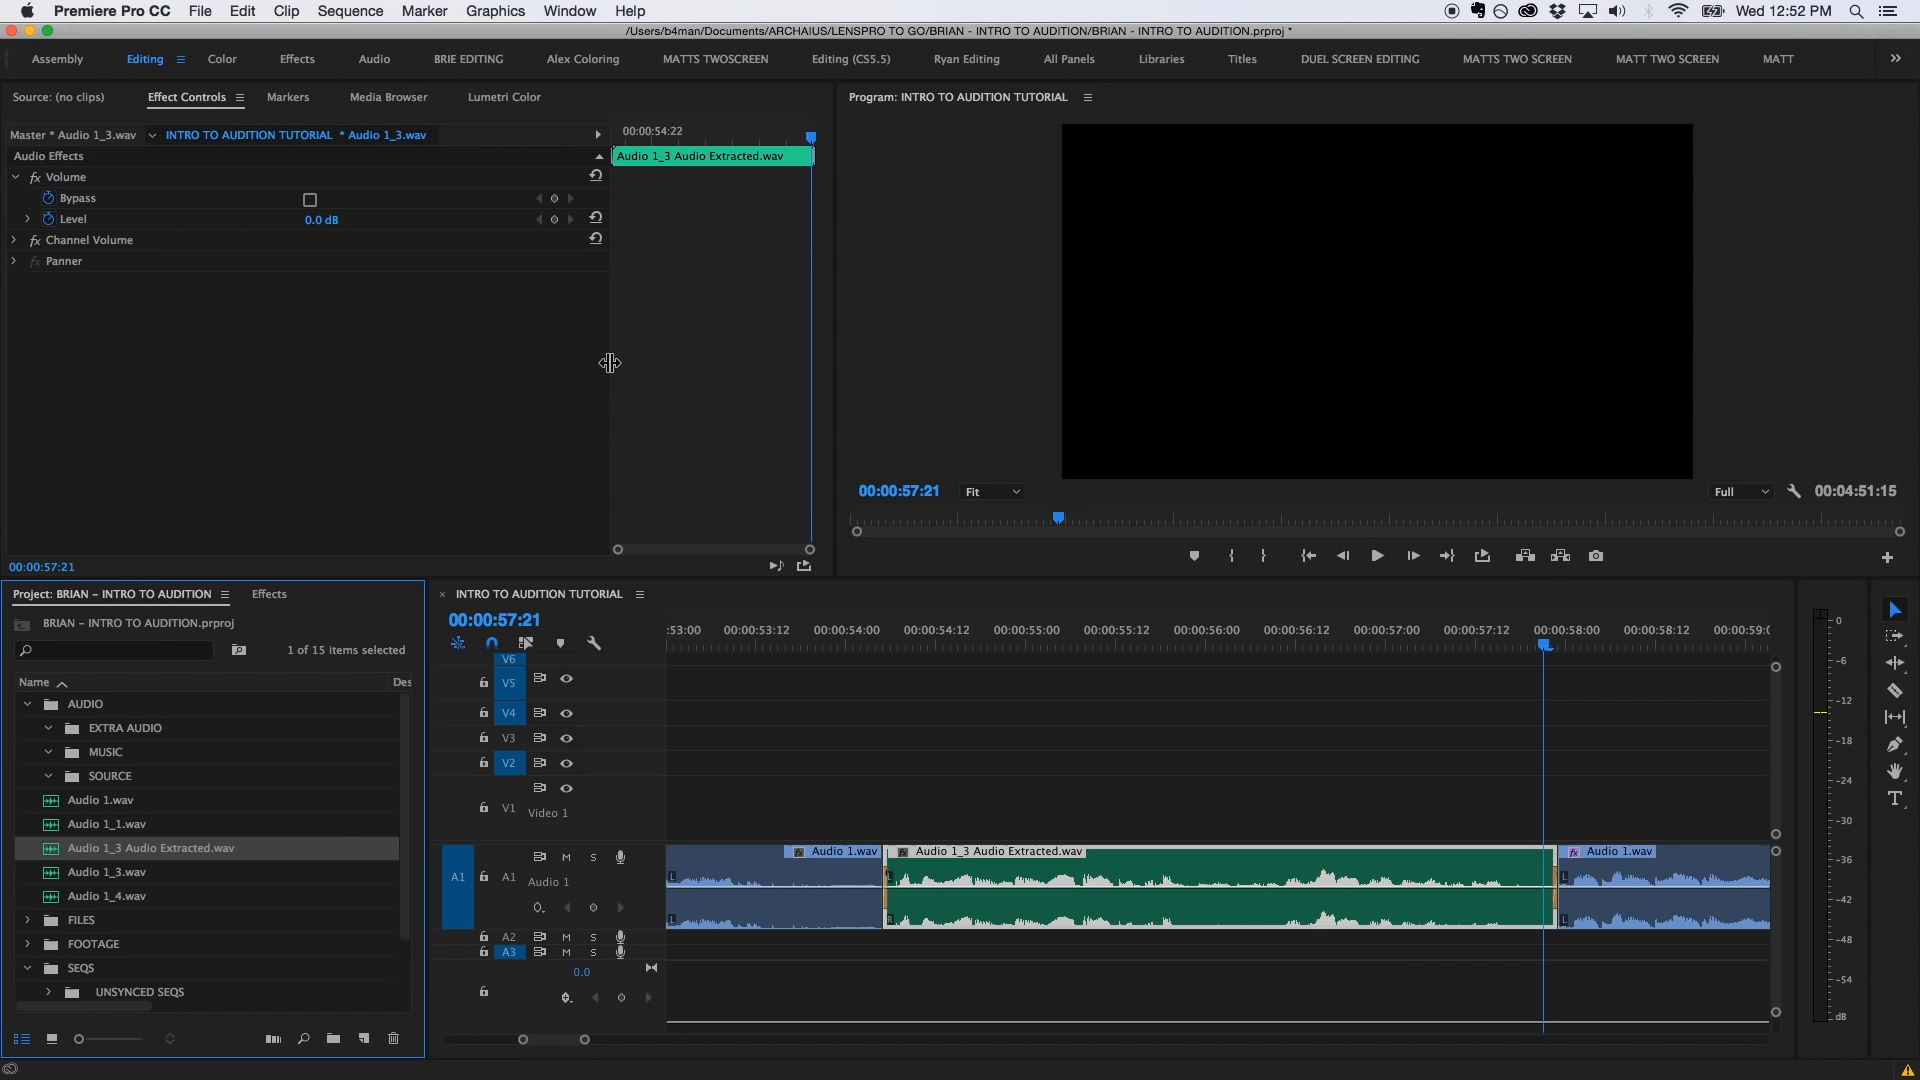 Premiere Pro CC File Edit Clip Sequence Marker Graphics Window Help Wed 12:52 PM
/Users/b4man/Documents/ARCHAIUS/LENSPRO TO GO/BRIAN - INTRO TO AUDITION/BRIAN - INTRO TO AUDITION.prproj *
Assembly Editing Color Effects Audio BRIE EDITING Alex Coloring MATTS TWOSCREEN Editing (CS5.5) Ryan Editing All Panels Libraries Titles DUEL SCREEN EDITING MATTS TWO SCREEN MATT TWO SCREEN MATT
Source: (no clips) Effect Controls Markers Media Browser Lumetri Color
Program: INTRO TO AUDITION TUTORIAL
Master * Audio 1_3.wav INTRO TO AUDITION TUTORIAL * Audio 1_3.wav
00:00:54:22
Audio Effects
Audio 1_3 Audio Extracted.wav
fx Volume
Bypass
Level 0.0 dB
fx Channel Volume
fx Panner
00:00:57:21 Fit Full 00:04:51:15
00:00:57:21
Project: BRIAN - INTRO TO AUDITION Effects
BRIAN - INTRO TO AUDITION.prproj
1 of 15 items selected
Name Des
AUDIO
EXTRA AUDIO
MUSIC
SOURCE
Audio 1.wav
Audio 1_1.wav
Audio 1_3 Audio Extracted.wav
Audio 1_3.wav
Audio 1_4.wav
FILES
FOOTAGE
SEQS
UNSYNCED SEQS
× INTRO TO AUDITION TUTORIAL
00:00:57:21
:53:00 00:00:53:12 00:00:54:00 00:00:54:12 00:00:55:00 00:00:55:12 00:00:56:00 00:00:56:12 00:00:57:00 00:00:57:12 00:00:58:00 00:00:58:12 00:00:59:0
V6
V5
V4
V3
V2
V1 Video 1
fx Audio 1.wav fx Audio 1_3 Audio Extracted.wav fx Audio 1.wav
M S
A1 A1 Audio 1
L L L
L R L
A2 M S
A3 M S
0.0
0
-6
-12
-18
-24
-30
-36
-42
-48
-54
dB